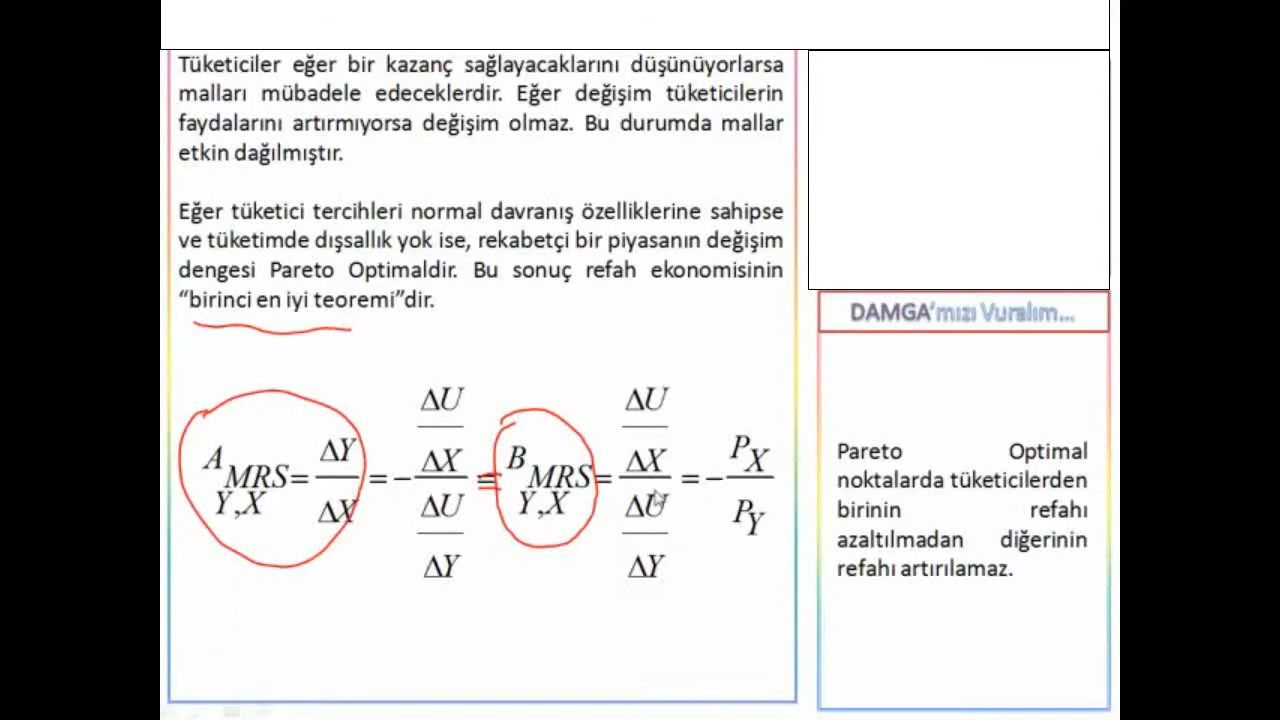 Tüketiciler eğer bir kazanç sağlayacaklarını düşünüyorlarsa
malları mübadele edeceklerdir. Eğer değişim tüketicilerin
faydalarını artırmıyorsa değişim olmaz. Bu durumda mallar
etkin dağılmıştır.
Eğer tüketici tercihleri normal davranış özelliklerine sahipse
ve tüketimde dışsallık yok ise, rekabetçi bir piyasanın değişim
dengesi Pareto Optimaldir. Bu sonuç refah ekonomisinin
“birinci en iyi teoremi”dir.
A MRS Y,X = ΔY/ΔX = − (ΔU/ΔX)/(ΔU/ΔY) = B MRS Y,X = (ΔU/ΔX)/(ΔU/ΔY) = − P_X/P_Y
DAMGA’mızı Vuralım...
Pareto Optimal
noktalarda tüketicilerden
birinin refahı
azaltılmadan diğerinin
refahı artırılamaz.